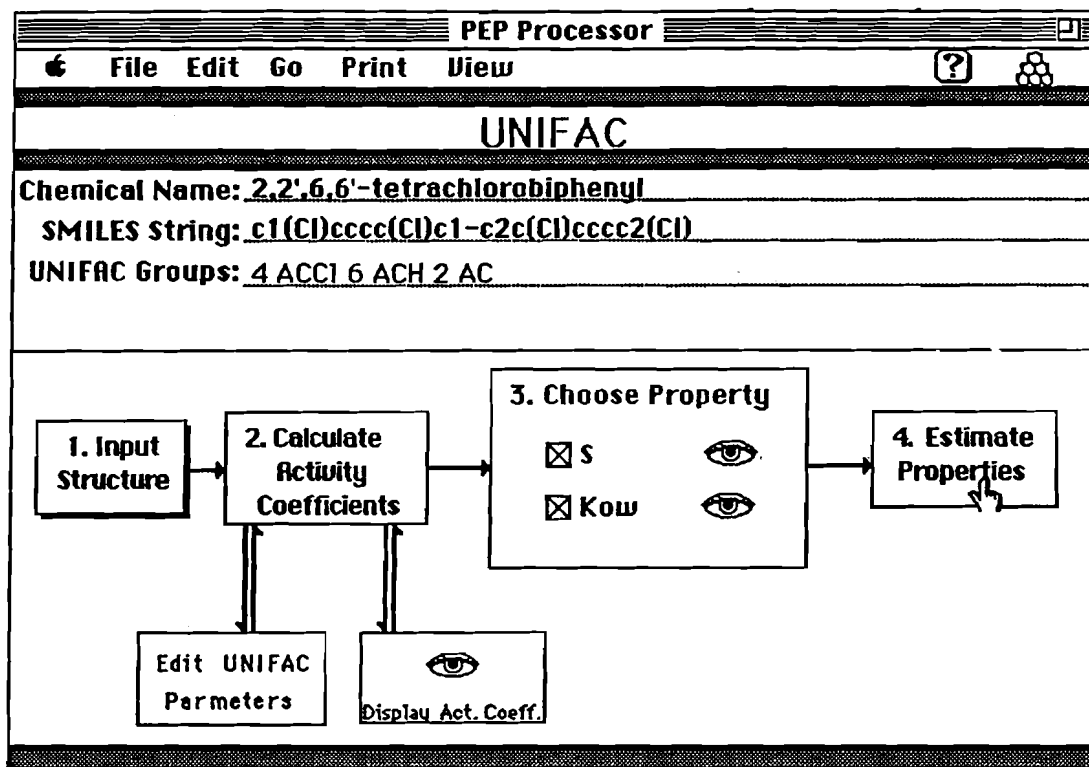 PEP Processor
File Edit Go Print View ?
UNIFAC
Chemical Name: 2,2',6,6'-tetrachlorobiphenyl
SMILES String: c1(Cl)cccc(Cl)c1-c2c(Cl)cccc2(Cl)
UNIFAC Groups: 4 ACCl 6 ACH 2 AC
1. Input
Structure
2. Calculate
Activity
Coefficients
3. Choose Property
S
Kow
4. Estimate
Properties
Edit UNIFAC
Parmeters
Display Act. Coeff.